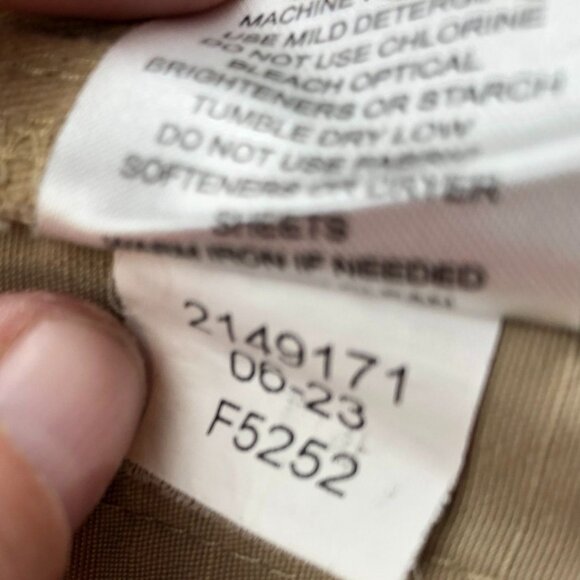 MACHINE
USE MILD DETERG
DO NOT USE CHLORINE
BLEACH OPTICAL
BRIGHTENERS OR STARCH
TUMBLE DRY LOW
DO NOT USE FABRIC
SOFTENERS OR DRYER
SHEETS
WARM IRON IF NEEDED
2149171
06-23
F5252